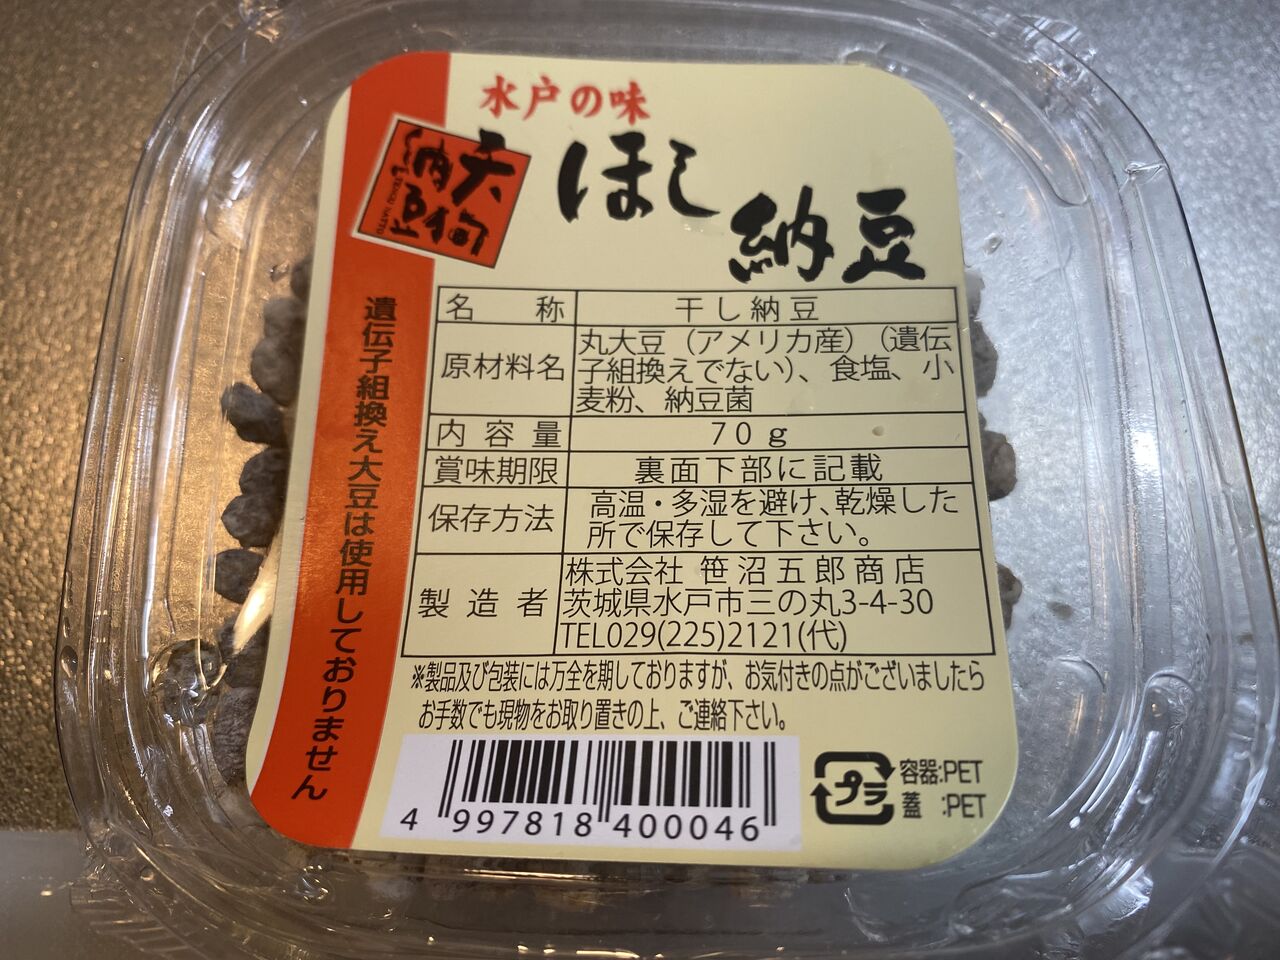 水戸の味
天狗
納豆
TENGU NATTO
ほし
納豆
遺伝子組換え大豆は使用しておりません
名称 干し納豆
原材料名 丸大豆（アメリカ産）（遺伝
子組換えでない）、食塩、小
麦粉、納豆菌
内容量 70g
賞味期限 裏面下部に記載
保存方法 高温・多湿を避け、乾燥した
所で保存して下さい。
製造者 株式会社 笹沼五郎商店
茨城県水戸市三の丸3-4-30
TEL029(225)2121(代)
※製品及び包装には万全を期しておりますが、お気付きの点がございましたら
お手数でも現物をお取り置きの上、ご連絡下さい。
4 997818 400046
プラ
容器:PET
蓋 :PET